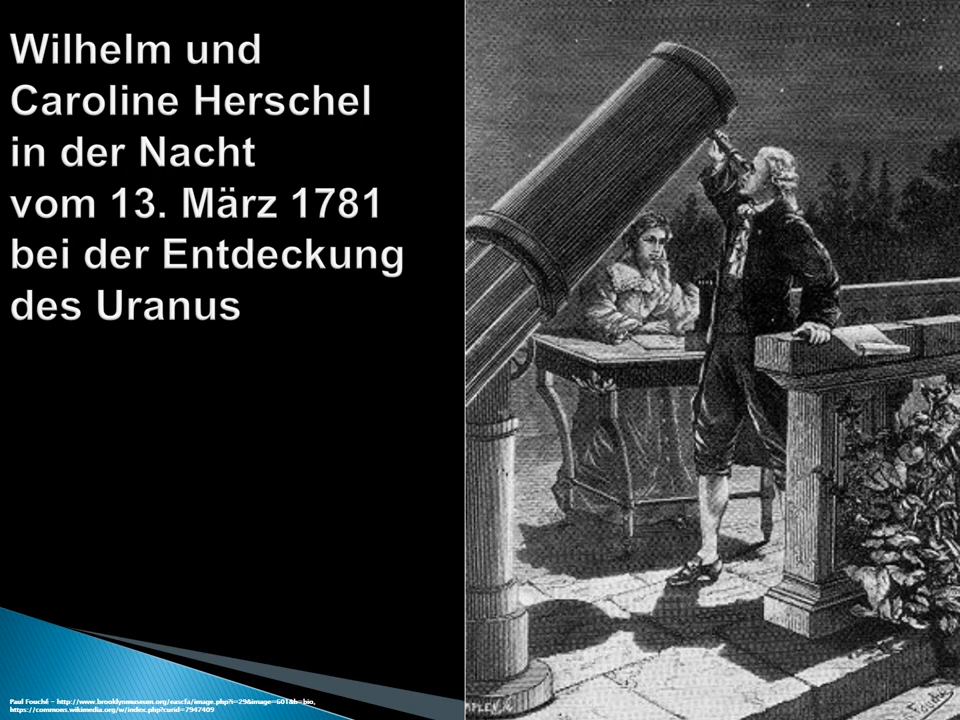 Wilhelm und
Caroline Herschel
in der Nacht
vom 13. März 1781
bei der Entdeckung
des Uranus
Paul Fouché - http://www.brooklynmuseum.org/eascfa/image.php?i=29&image=601&b=bio,
https://commons.wikimedia.org/w/index.php?curid=7947409